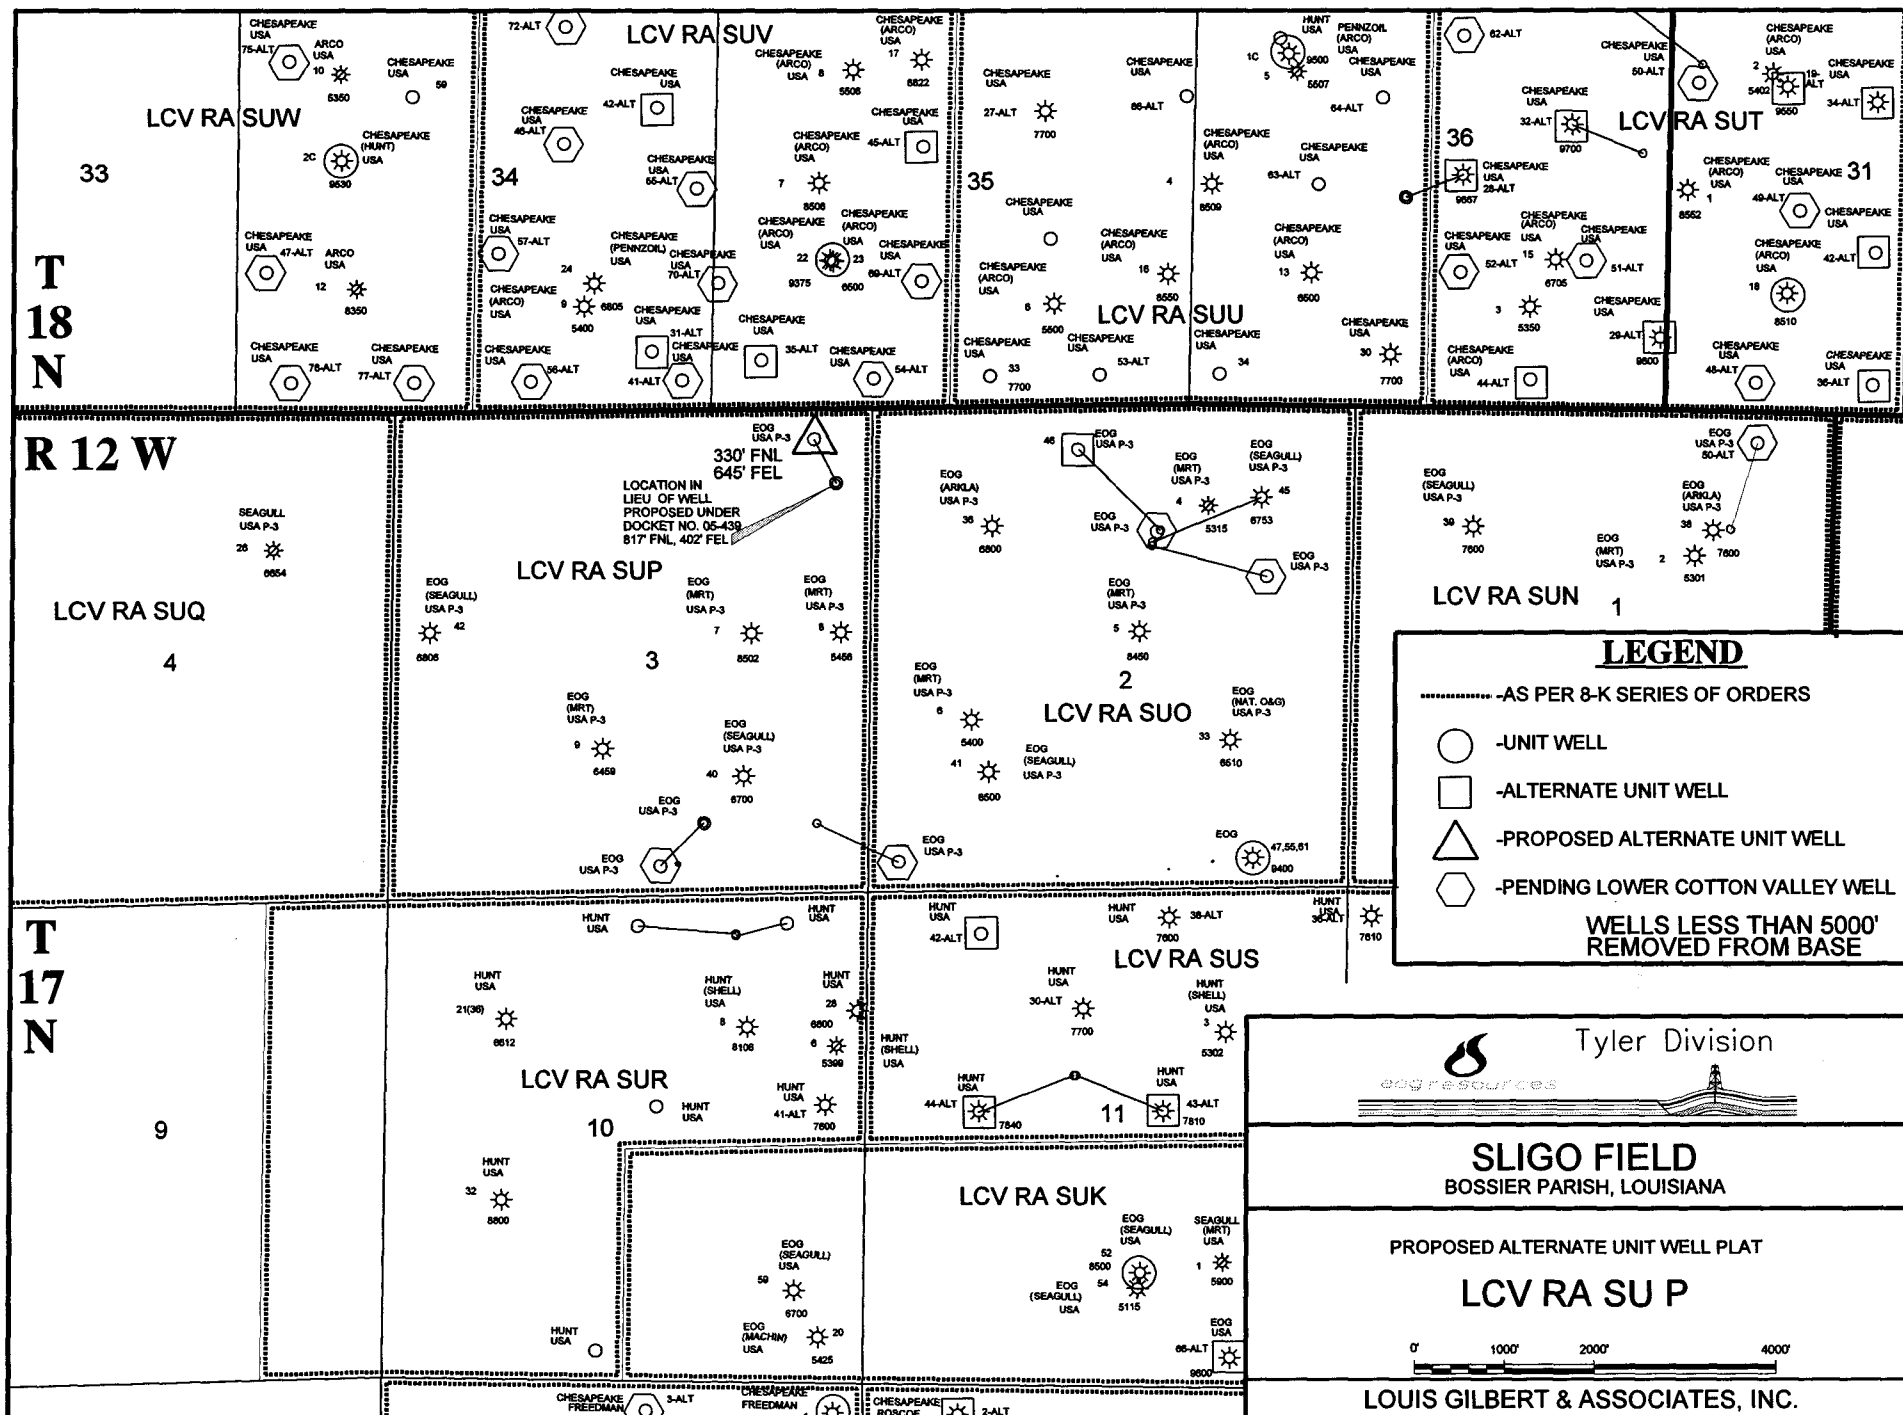 CHESAPEAKE
USA
75-ALT
ARCO
USA
10
5350
CHESAPEAKE
USA
59
LCV RA SUW
2C
CHESAPEAKE
(HUNT)
USA
9530
33
CHESAPEAKE
USA
47-ALT
ARCO
USA
12
8350
CHESAPEAKE
USA
76-ALT
CHESAPEAKE
USA
77-ALT
T
18
N
72-ALT
LCV RA SUV
CHESAPEAKE
(ARCO)
USA
17
6822
CHESAPEAKE
(ARCO)
USA
8
5506
CHESAPEAKE
USA
42-ALT
CHESAPEAKE
USA
46-ALT
CHESAPEAKE
USA
45-ALT
34
CHESAPEAKE
USA
65-ALT
CHESAPEAKE
(ARCO)
USA
7
8506
CHESAPEAKE
USA
57-ALT
CHESAPEAKE
(PENNZOIL)
USA
24
6805
CHESAPEAKE
(ARCO)
USA
9
5400
CHESAPEAKE
USA
70-ALT
CHESAPEAKE
(ARCO)
USA
22
9375
CHESAPEAKE
(ARCO)
USA
23
6500
CHESAPEAKE
USA
69-ALT
CHESAPEAKE
USA
31-ALT
CHESAPEAKE
USA
56-ALT
CHESAPEAKE
USA
41-ALT
CHESAPEAKE
USA
35-ALT
CHESAPEAKE
USA
54-ALT
CHESAPEAKE
USA
27-ALT
7700
CHESAPEAKE
USA
66-ALT
HUNT
USA
1C
9500
PENNZOIL
(ARCO)
USA
5
5507
CHESAPEAKE
USA
64-ALT
35
CHESAPEAKE
(ARCO)
USA
4
8509
CHESAPEAKE
USA
63-ALT
CHESAPEAKE
USA
CHESAPEAKE
(ARCO)
USA
16
6550
CHESAPEAKE
(ARCO)
USA
13
6500
CHESAPEAKE
(ARCO)
USA
6
5500
LCV RA SUU
CHESAPEAKE
USA
33
7700
CHESAPEAKE
USA
53-ALT
CHESAPEAKE
USA
34
CHESAPEAKE
USA
30
7700
62-ALT
CHESAPEAKE
USA
50-ALT
CHESAPEAKE
USA
32-ALT
9700
LCV RA SUT
36
CHESAPEAKE
USA
28-ALT
9667
CHESAPEAKE
USA
52-ALT
CHESAPEAKE
(ARCO)
USA
15
6705
CHESAPEAKE
USA
51-ALT
3
5350
CHESAPEAKE
USA
29-ALT
9600
CHESAPEAKE
(ARCO)
USA
44-ALT
CHESAPEAKE
(ARCO)
USA
2
5402
19-
ALT
9550
CHESAPEAKE
USA
34-ALT
CHESAPEAKE
(ARCO)
USA
1
8552
CHESAPEAKE
USA
49-ALT
31
CHESAPEAKE
USA
42-ALT
CHESAPEAKE
(ARCO)
USA
18
8510
CHESAPEAKE
USA
48-ALT
CHESAPEAKE
USA
36-ALT
R 12 W
SEAGULL
USA P-3
26
6654
LCV RA SUQ
4
EOG
USA P-3
330' FNL
645' FEL
LOCATION IN
LIEU OF WELL
PROPOSED UNDER
DOCKET NO. 05-439
817' FNL, 402' FEL
LCV RA SUP
EOG
(SEAGULL)
USA P-3
42
6806
EOG
(MRT)
USA P-3
7
8502
EOG
(MRT)
USA P-3
8
5456
3
EOG
(MRT)
USA P-3
9
6459
EOG
(SEAGULL)
USA P-3
40
6700
EOG
USA P-3
EOG
USA P-3
46
EOG
USA P-3
EOG
(SEAGULL)
USA P-3
45
6753
EOG
(ARKLA)
USA P-3
36
6800
EOG
(MRT)
USA P-3
4
5315
EOG
USA P-3
EOG
USA P-3
EOG
(MRT)
USA P-3
5
8450
2
EOG
(MRT)
USA P-3
6
5400
LCV RA SUO
EOG
(NAT. O&G)
USA P-3
33
6510
EOG
(SEAGULL)
USA P-3
41
6500
EOG
USA P-3
EOG
47,55,61
9400
EOG
USA P-3
50-ALT
EOG
(SEAGULL)
USA P-3
39
7600
EOG
(ARKLA)
USA P-3
38
7600
EOG
(MRT)
USA P-3
2
5301
LCV RA SUN
1
LEGEND
-AS PER 8-K SERIES OF ORDERS
-UNIT WELL
-ALTERNATE UNIT WELL
-PROPOSED ALTERNATE UNIT WELL
-PENDING LOWER COTTON VALLEY WELL
WELLS LESS THAN 5000'
REMOVED FROM BASE
T
17
N
9
HUNT
USA
HUNT
USA
HUNT
USA
21(36)
6612
HUNT
(SHELL)
USA
8
8106
HUNT
USA
28
6800
6
5399
HUNT
(SHELL)
USA
LCV RA SUR
HUNT
USA
HUNT
USA
41-ALT
7600
10
HUNT
USA
32
8800
HUNT
USA
HUNT
USA
42-ALT
HUNT
USA
38-ALT
7600
HUNT
USA
36-ALT
7610
LCV RA SUS
HUNT
USA
30-ALT
7700
HUNT
(SHELL)
USA
3
5302
HUNT
USA
44-ALT
7840
11
HUNT
USA
43-ALT
7810
LCV RA SUK
EOG
(SEAGULL)
USA
52
8500
54
EOG
(SEAGULL)
USA
5115
SEAGULL
(MRT)
USA
1
5900
EOG
(SEAGULL)
USA
59
6700
EOG
(MACHIN)
USA
20
5425
EOG
USA
66-ALT
9600
CHESAPEAKE
FREEDMAN
3-ALT
CHESAPEAKE
FREEDMAN
CHESAPEAKE
ROSCOE
2-ALT
Tyler Division
eog resources
SLIGO FIELD
BOSSIER PARISH, LOUISIANA
PROPOSED ALTERNATE UNIT WELL PLAT
LCV RA SU P
0' 1000' 2000' 4000'
LOUIS GILBERT & ASSOCIATES, INC.